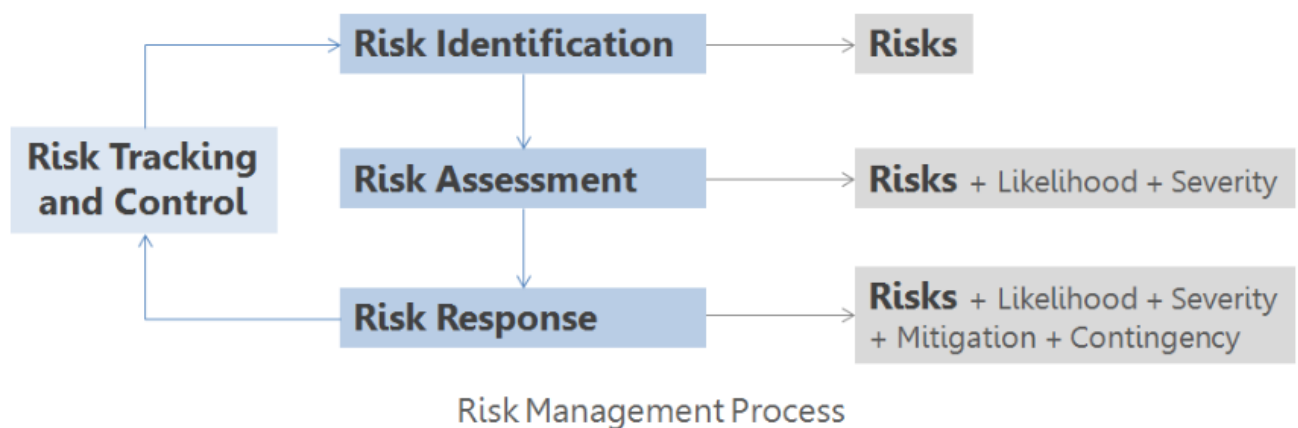 Risk Identification
Risks
Risk Tracking
and Control
Risk Assessment
Risks + Likelihood + Severity
Risk Response
Risks + Likelihood + Severity
+ Mitigation + Contingency
Risk Management Process